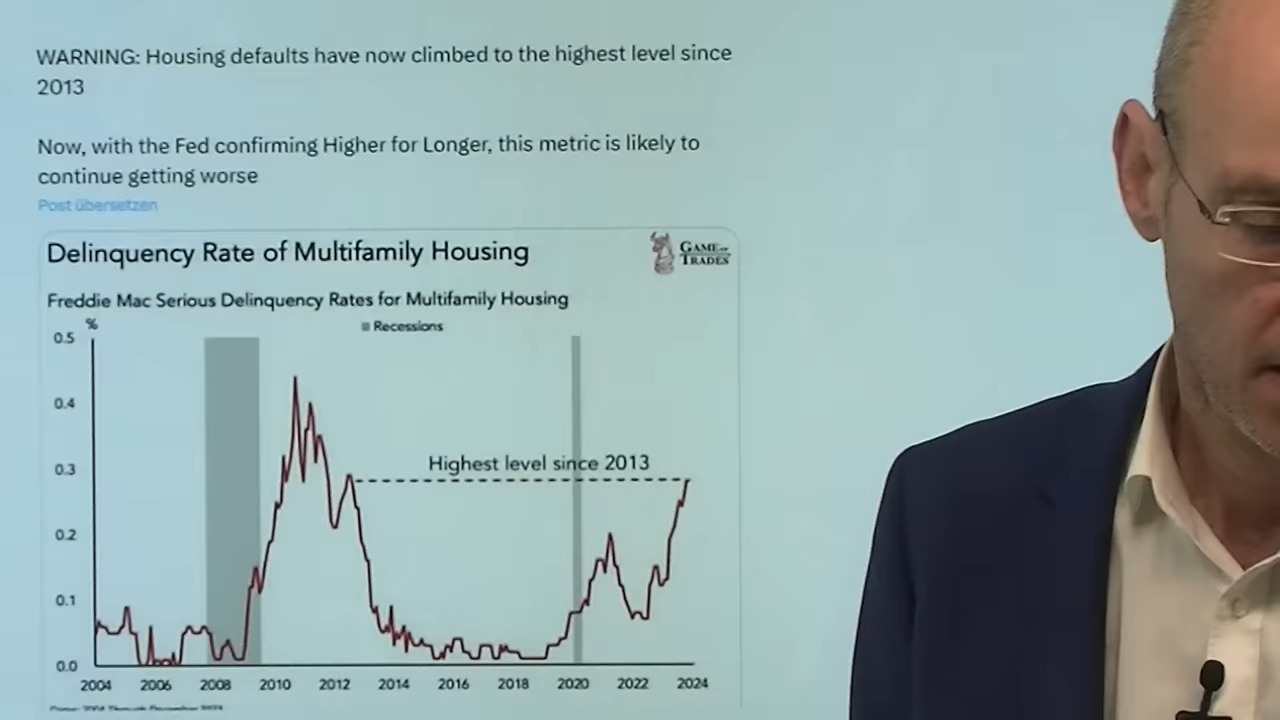 WARNING: Housing defaults have now climbed to the highest level since
2013
Now, with the Fed confirming Higher for Longer, this metric is likely to
continue getting worse
Post übersetzen
Delinquency Rate of Multifamily Housing
GAME OF
TRADES
Freddie Mac Serious Delinquency Rates for Multifamily Housing
%
Recessions
0.5
0.4
0.3
0.2
0.1
0.0
Highest level since 2013
2004 2006 2008 2010 2012 2014 2016 2018 2020 2022 2024